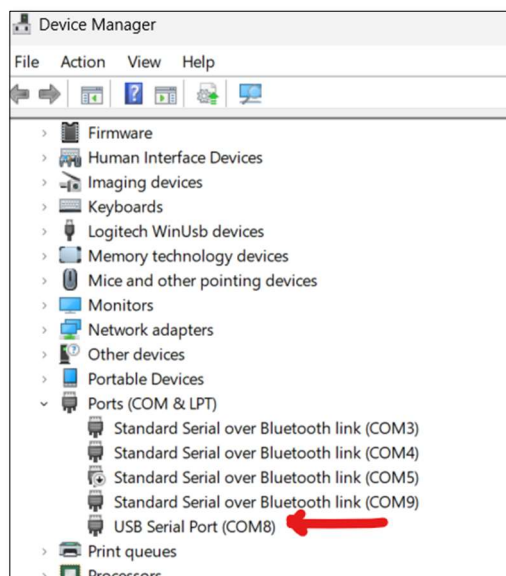 Device Manager
File Action View Help
Firmware
Human Interface Devices
Imaging devices
Keyboards
Logitech WinUsb devices
Memory technology devices
Mice and other pointing devices
Monitors
Network adapters
Other devices
Portable Devices
Ports (COM & LPT)
Standard Serial over Bluetooth link (COM3)
Standard Serial over Bluetooth link (COM4)
Standard Serial over Bluetooth link (COM5)
Standard Serial over Bluetooth link (COM9)
USB Serial Port (COM8)
Print queues
Processors